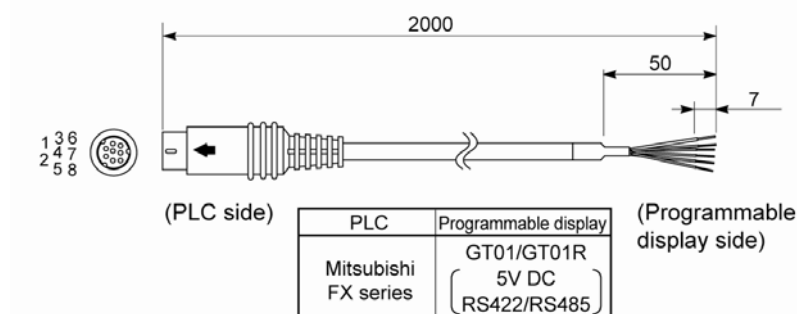 2000
50
7
1 3 6
2 4 7
5 8
(PLC side)
(Programmable
display side)
PLC
Programmable display
Mitsubishi
FX series
GT01/GT01R
5V DC
RS422/RS485